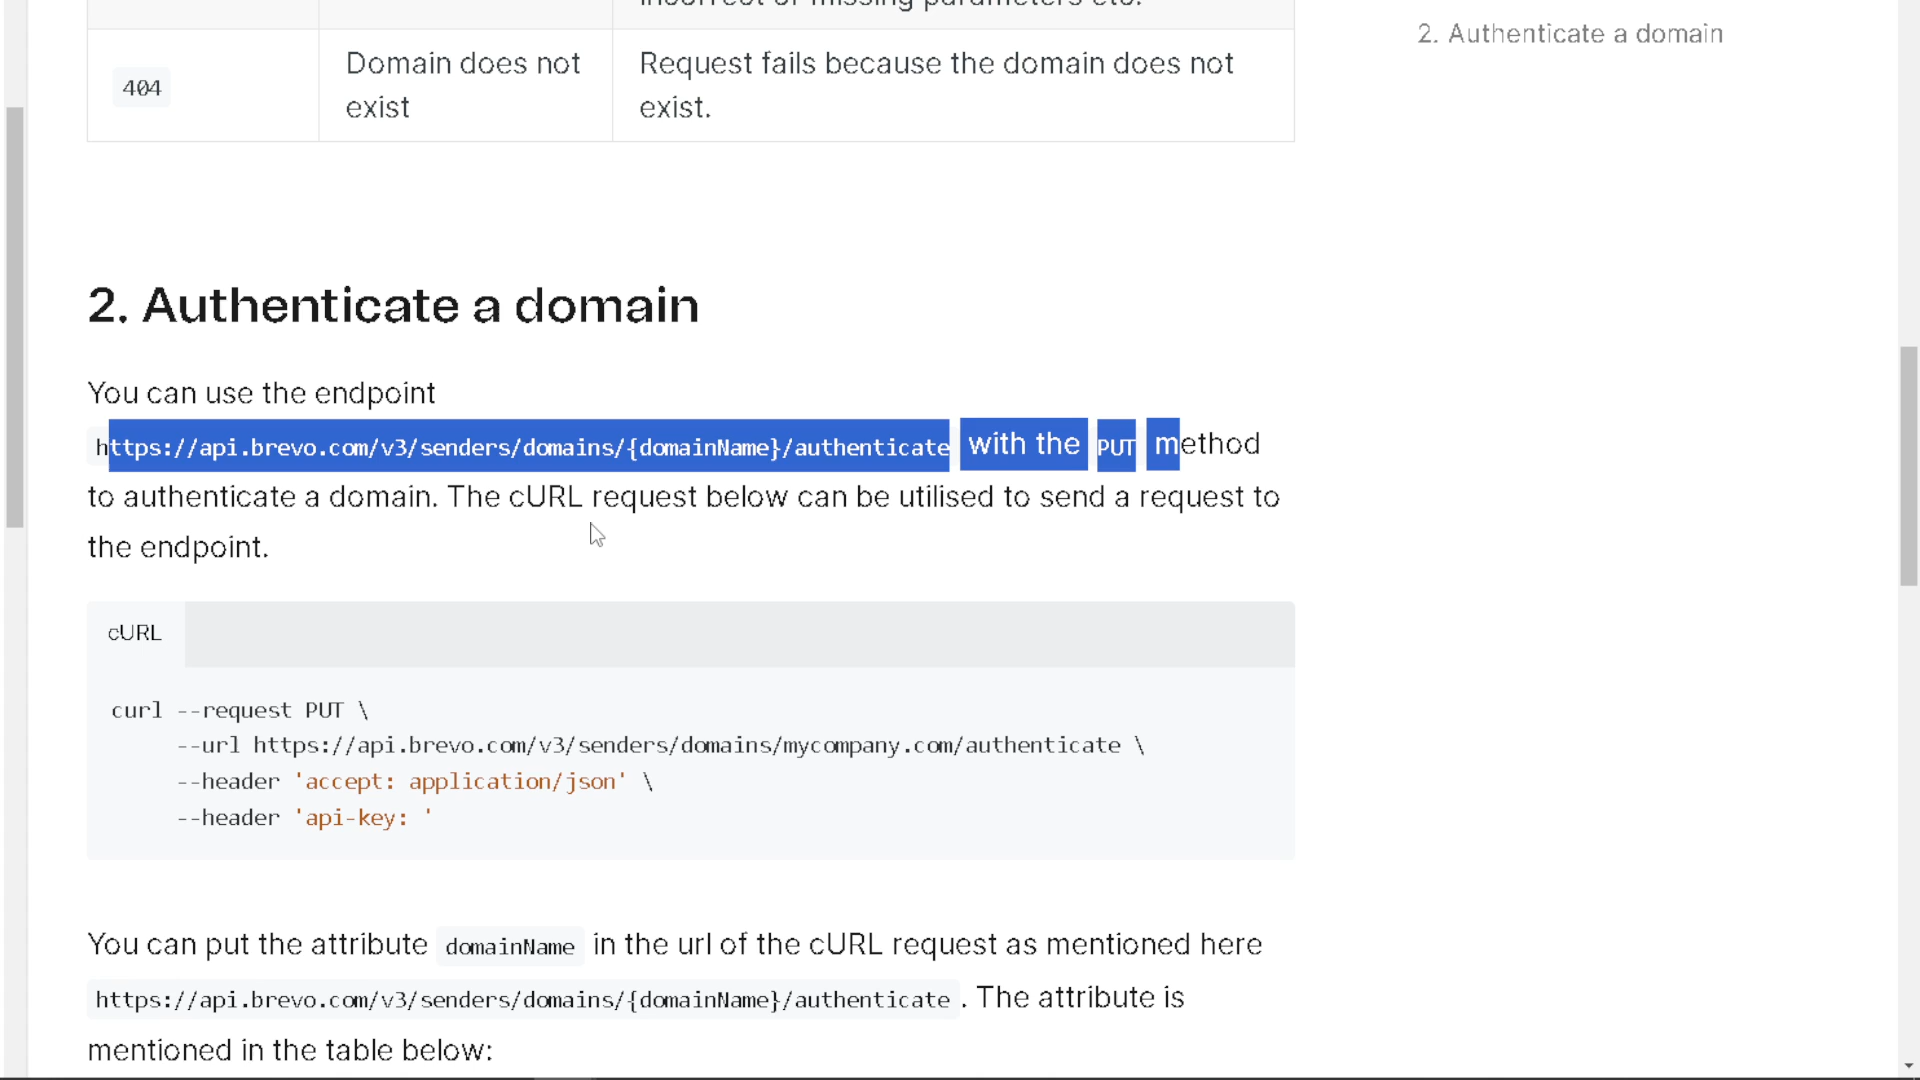 incorrect or missing parameters etc.
404
Domain does not
exist
Request fails because the domain does not
exist.
2. Authenticate a domain
2. Authenticate a domain
You can use the endpoint
https://api.brevo.com/v3/senders/domains/{domainName}/authenticate with the PUT method
to authenticate a domain. The cURL request below can be utilised to send a request to
the endpoint.
cURL
curl --request PUT \
--url https://api.brevo.com/v3/senders/domains/mycompany.com/authenticate \
--header 'accept: application/json' \
--header 'api-key: '
You can put the attribute domainName in the url of the cURL request as mentioned here
https://api.brevo.com/v3/senders/domains/{domainName}/authenticate . The attribute is
mentioned in the table below: